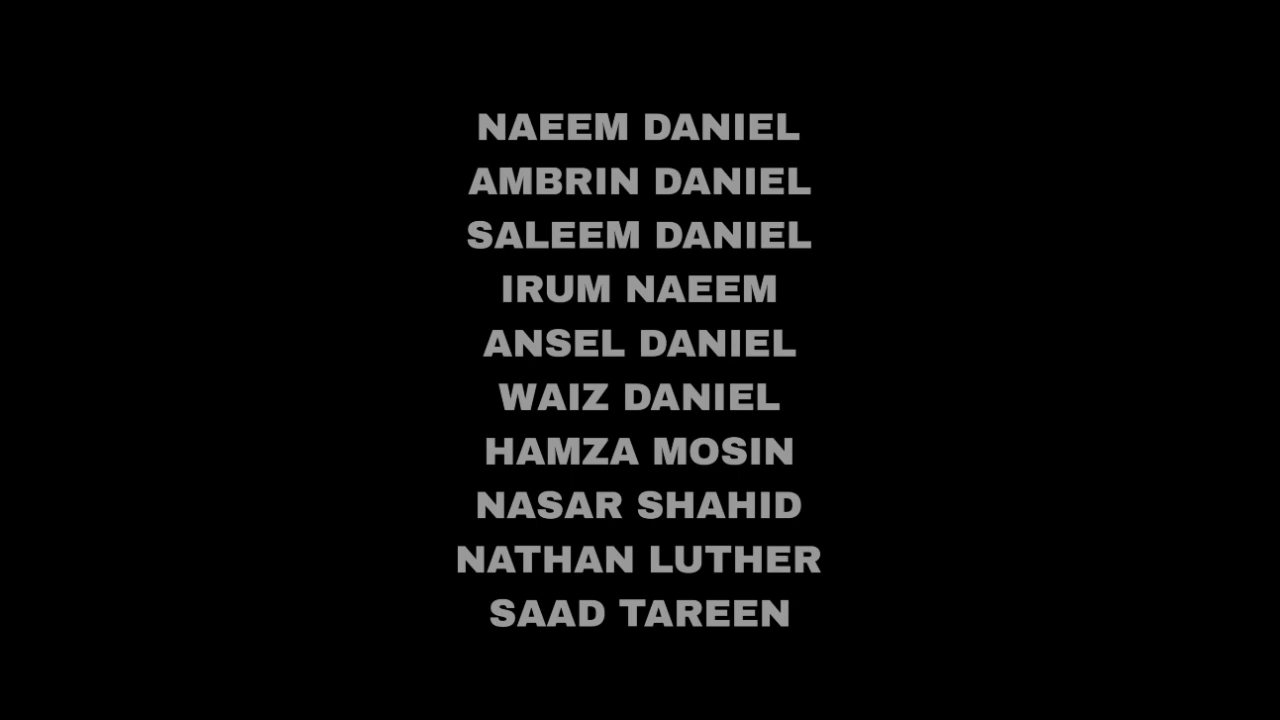 NAEEM DANIEL
AMBRIN DANIEL
SALEEM DANIEL
IRUM NAEEM
ANSEL DANIEL
WAIZ DANIEL
HAMZA MOSIN
NASAR SHAHID
NATHAN LUTHER
SAAD TAREEN